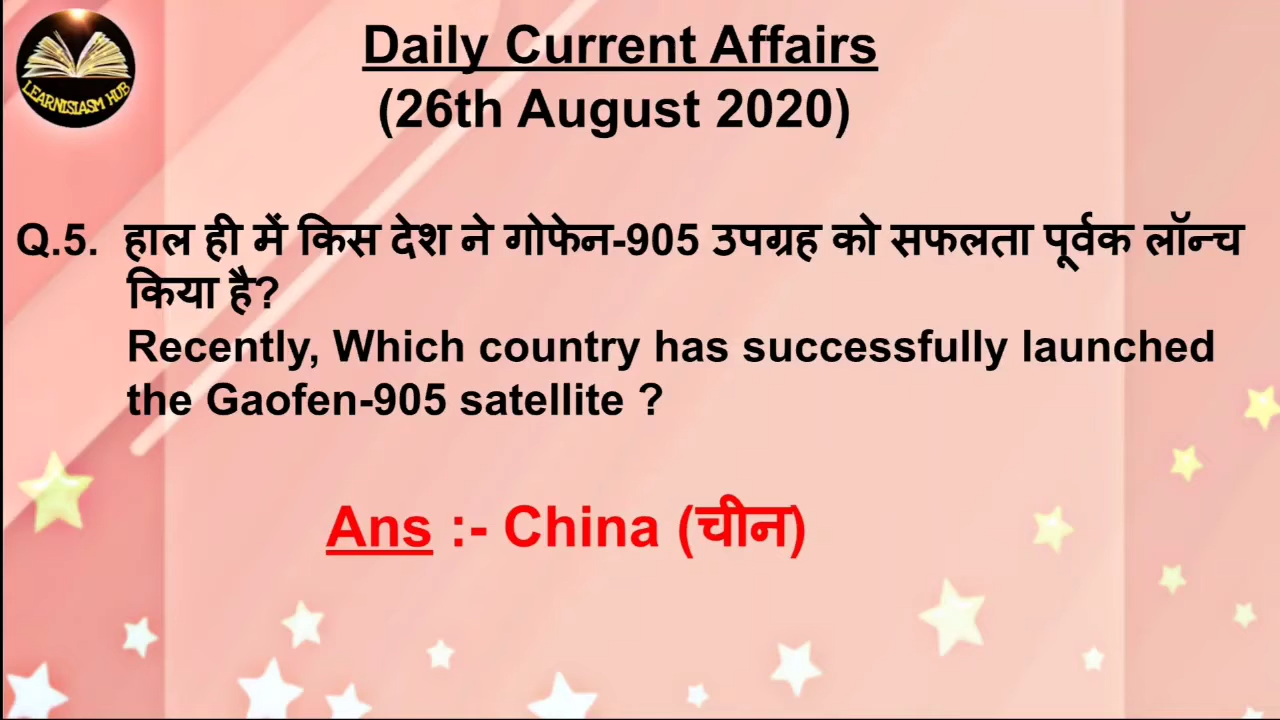 LEARNISIASM HUB
Daily Current Affairs
(26th August 2020)
Q.5. हाल ही में किस देश ने गोफेन-905 उपग्रह को सफलता पूर्वक लॉन्च
किया है?
Recently, Which country has successfully launched
the Gaofen-905 satellite ?
Ans :- China (चीन)